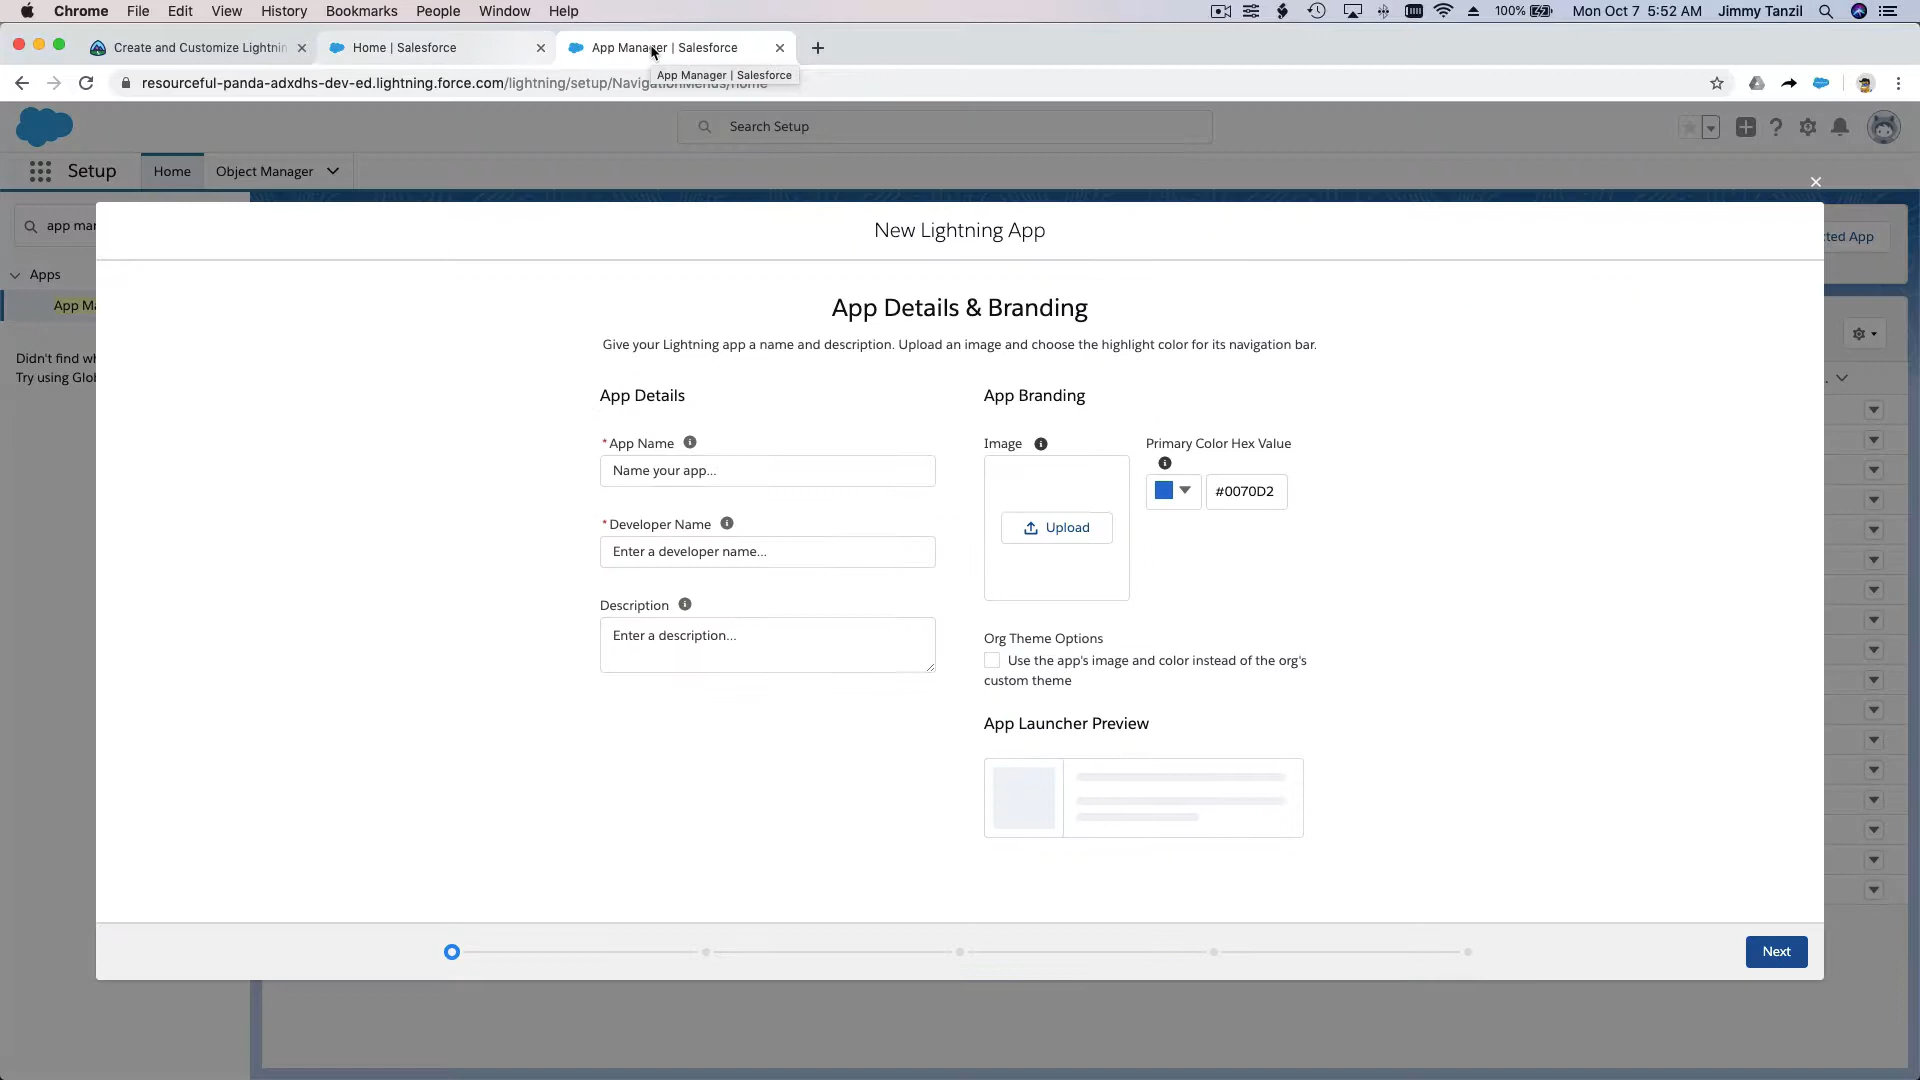 Chrome File Edit View History Bookmarks People Window Help 100% Mon Oct 7 5:52 AM Jimmy Tanzil
Create and Customize Lightnin Home | Salesforce App Manager | Salesforce
App Manager | Salesforce
resourceful-panda-adxdhs-dev-ed.lightning.force.com/lightning/setup/NavigationMenus/home
Search Setup
Setup Home Object Manager
app mar
cted App
Apps
App Ma
Didn't find wh
Try using Glob
New Lightning App
App Details & Branding
Give your Lightning app a name and description. Upload an image and choose the highlight color for its navigation bar.
App Details
* App Name
Name your app...
* Developer Name
Enter a developer name...
Description
Enter a description...
App Branding
Image
Upload
Primary Color Hex Value
#0070D2
Org Theme Options
Use the app's image and color instead of the org's
custom theme
App Launcher Preview
Next